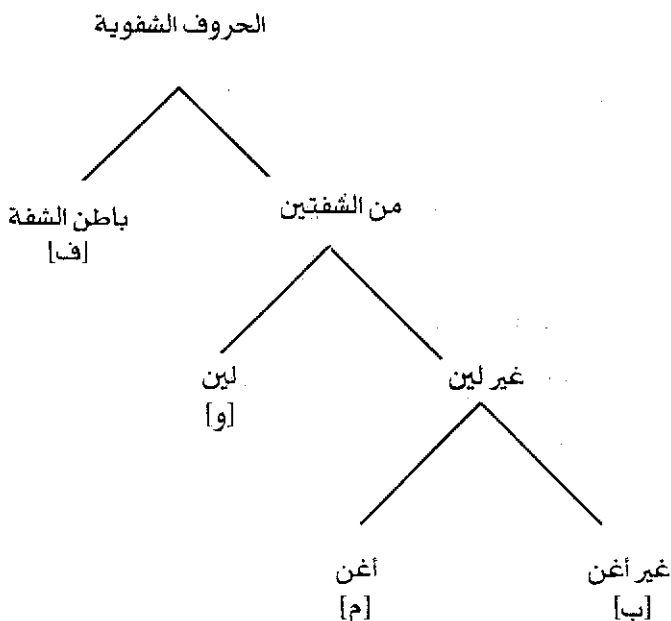 الحروف الشفوية
من الشفتين
باطن الشفة
[ف]
غير لين
لين
[و]
غير أغن
[ب]
أغن
[م]